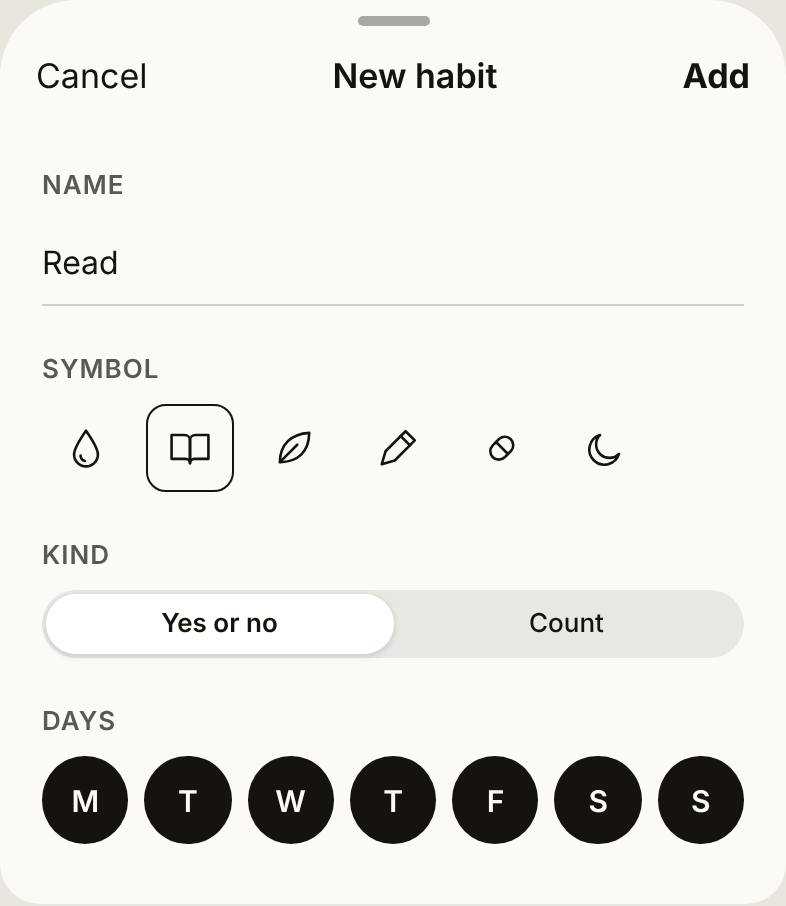 Cancel New habit Add
NAME
Read
SYMBOL
KIND
Yes or no Count
DAYS
M T W T F S S